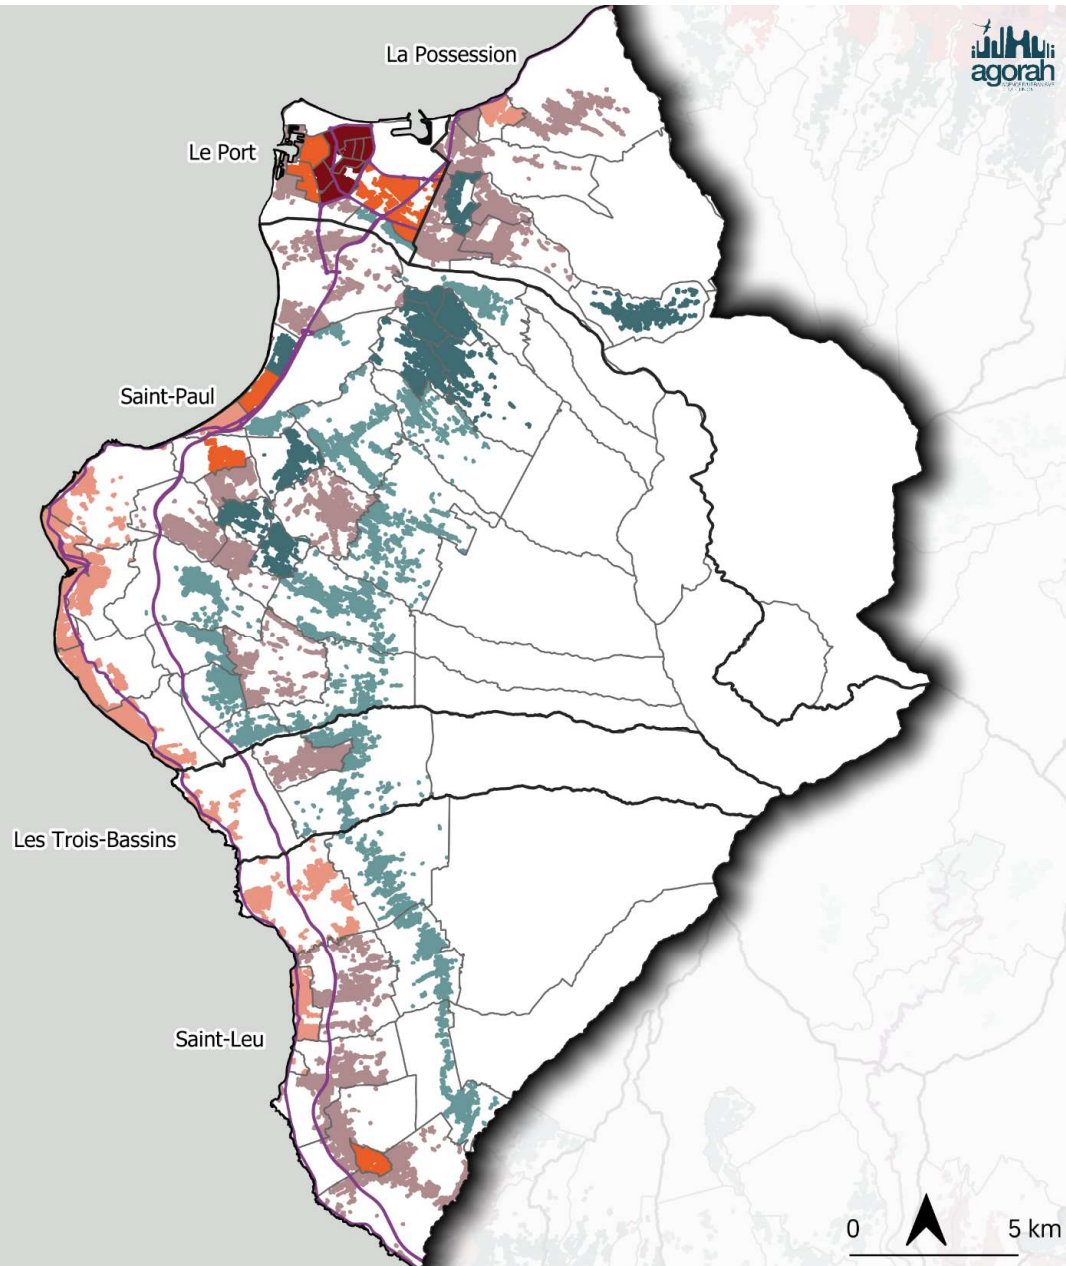 La Possession
agorah
Le Port
Saint-Paul
Les Trois-Bassins
Saint-Leu
0 5 km